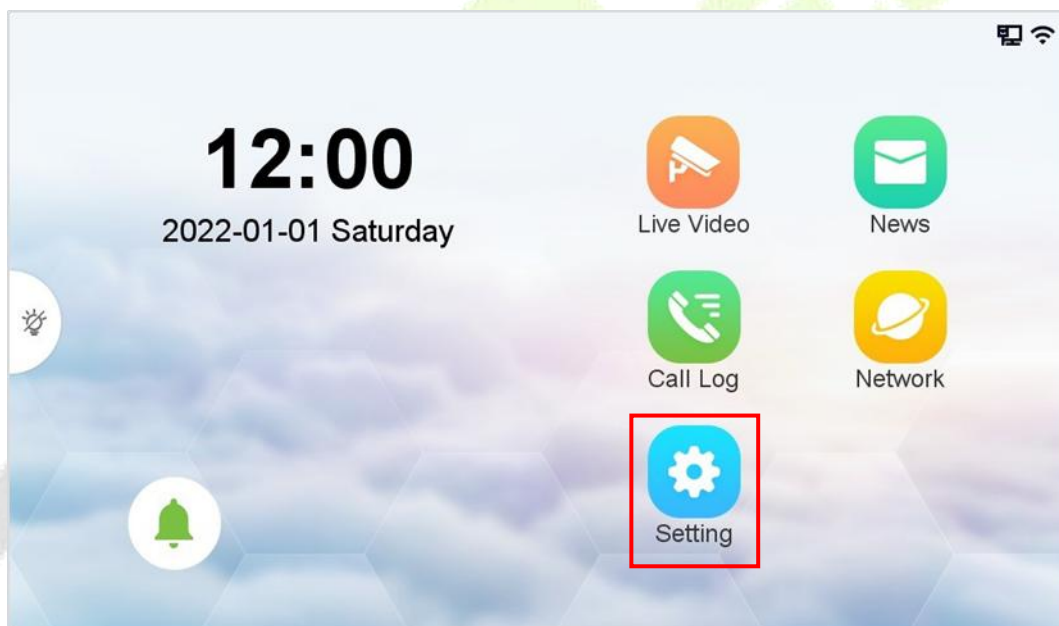 12:00
2022-01-01 Saturday
Live Video
News
Call Log
Network
Setting